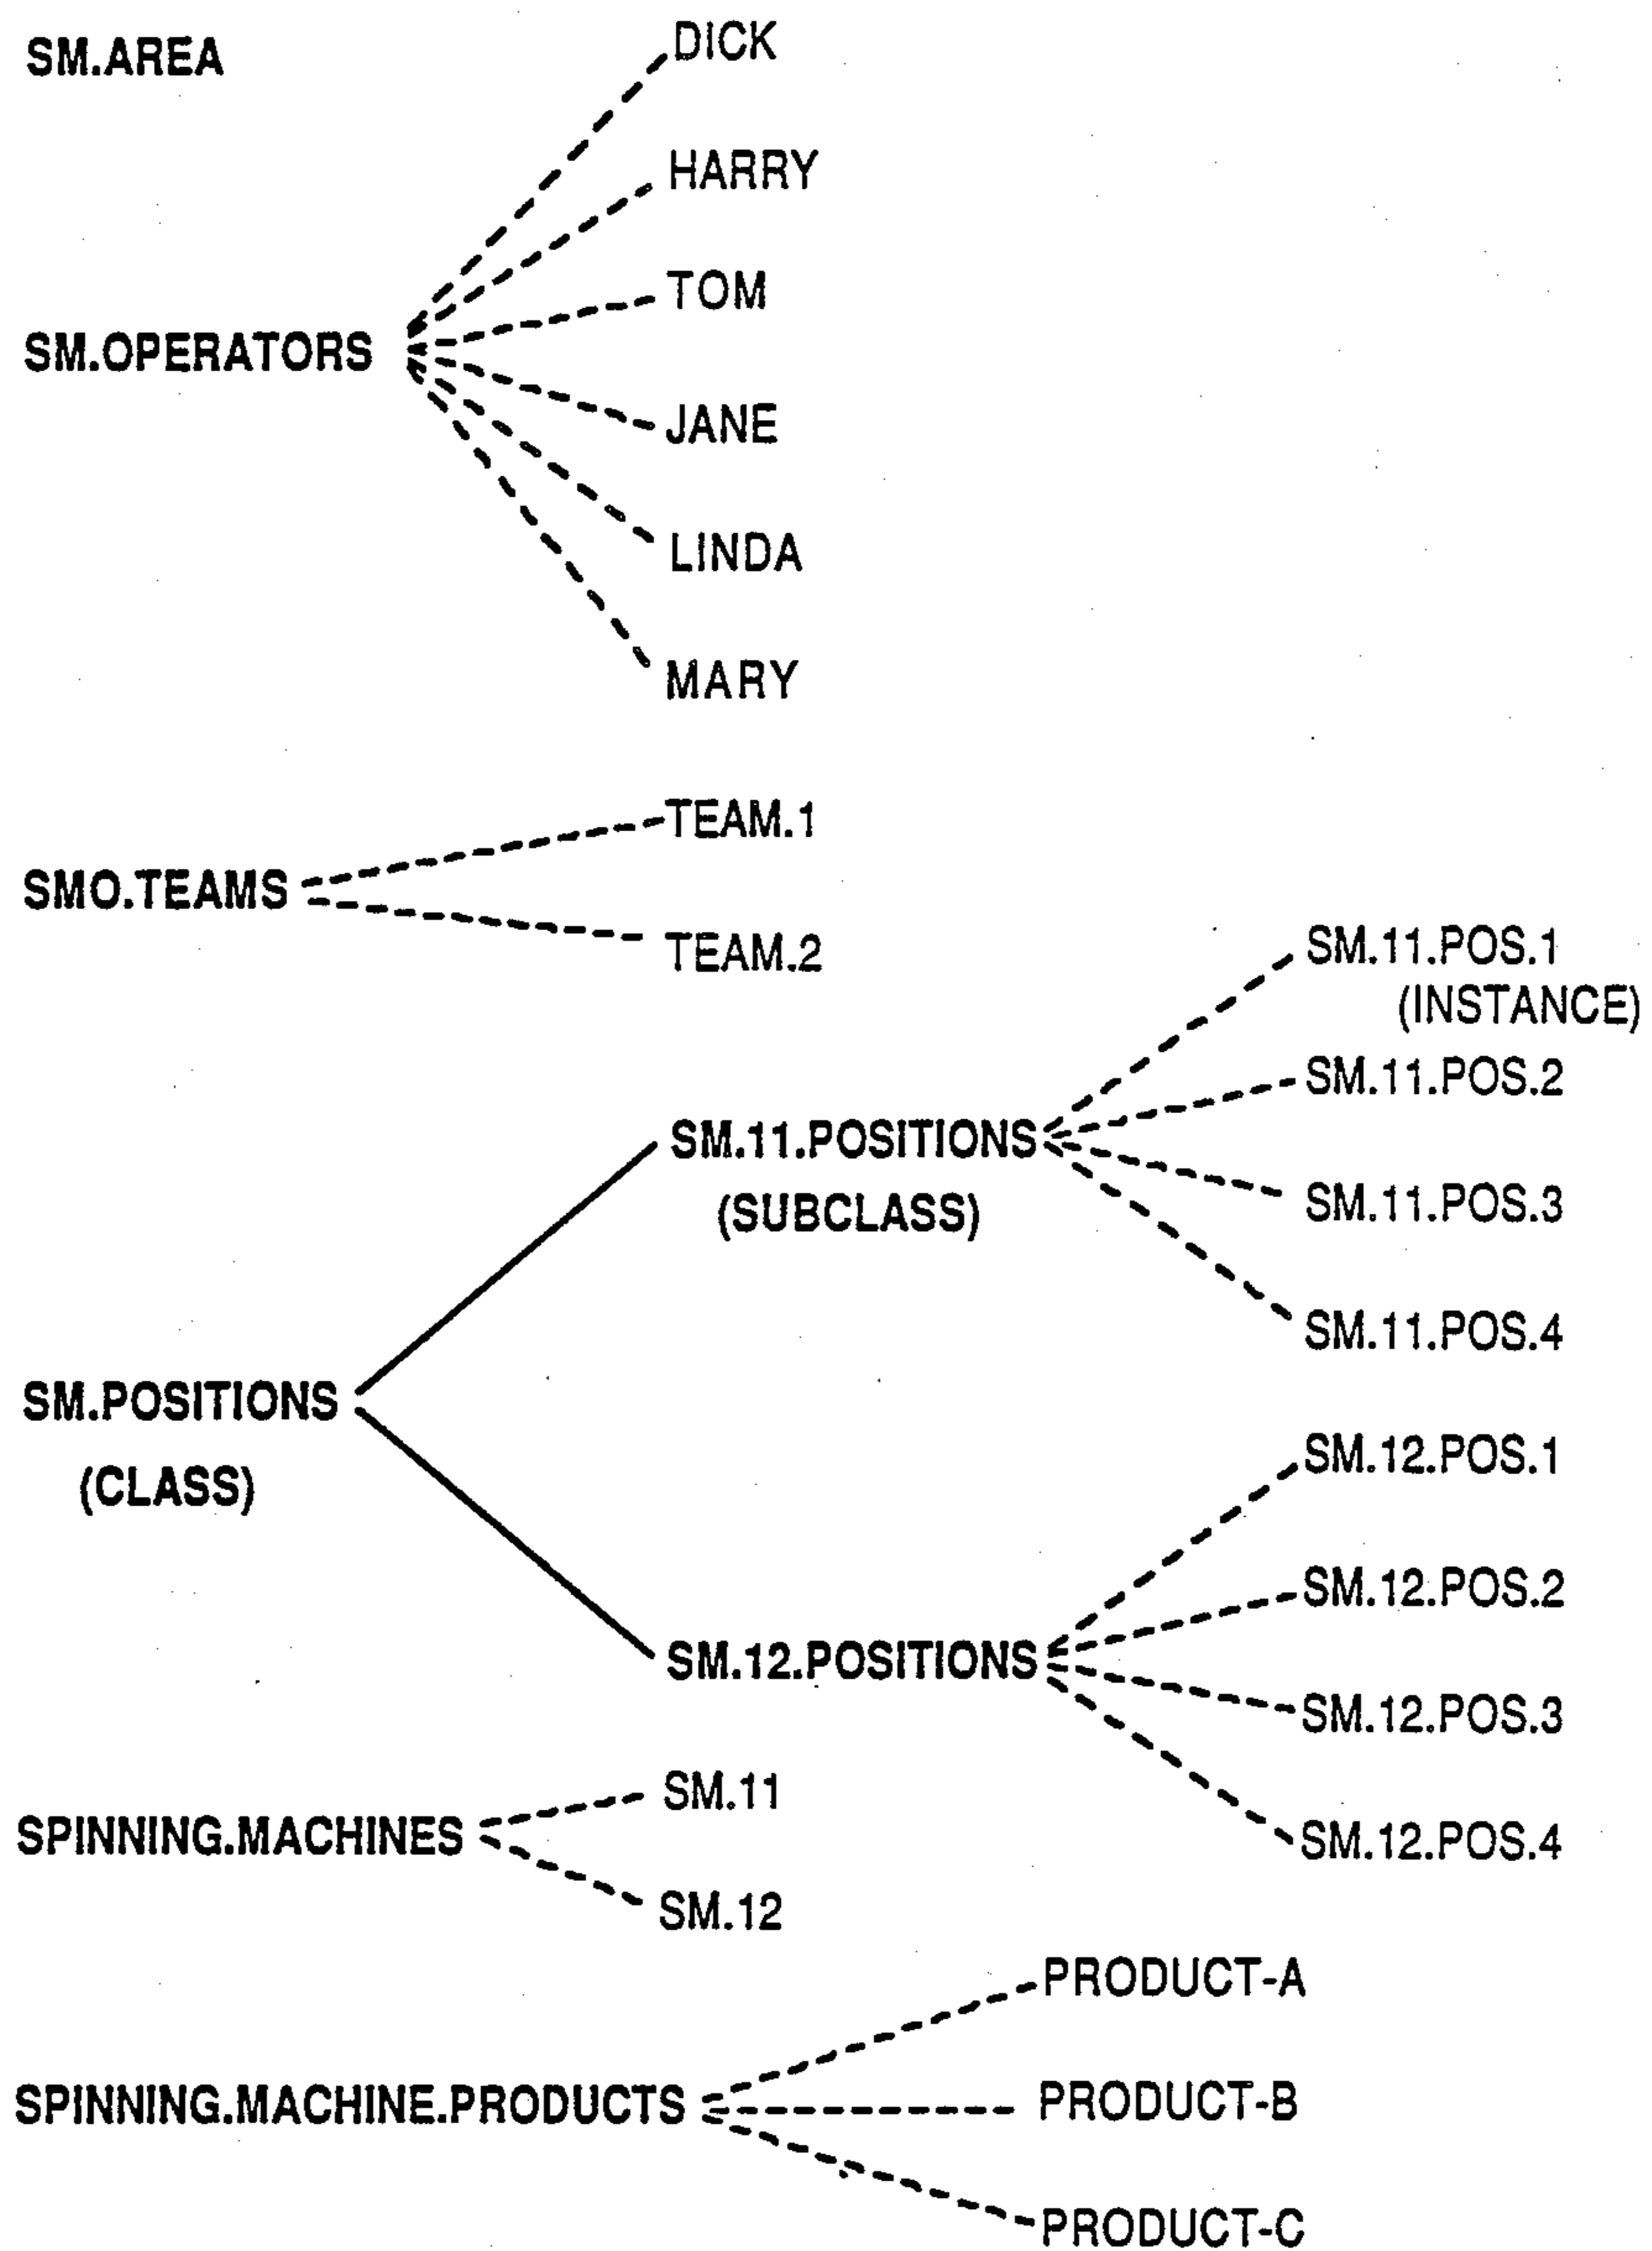 SM.AREA
DICK
HARRY
TOM
SM.OPERATORS
JANE
LINDA
MARY
TEAM.1
SMO.TEAMS
TEAM.2
SM.11.POS.1
(INSTANCE)
SM.11.POS.2
SM.11.POSITIONS
(SUBCLASS)
SM.11.POS.3
SM.11.POS.4
SM.POSITIONS
(CLASS)
SM.12.POS.1
SM.12.POS.2
SM.12.POSITIONS
SM.12.POS.3
SM.12.POS.4
SM.11
SPINNING.MACHINES
SM.12
PRODUCT-A
SPINNING.MACHINE.PRODUCTS
PRODUCT-B
PRODUCT-C